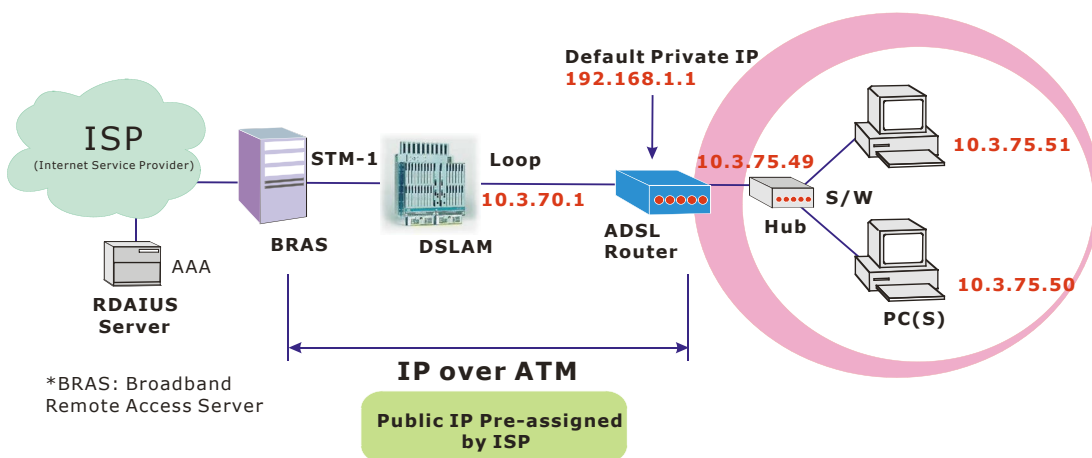 Default Private IP
192.168.1.1
ISP
(Internet Service Provider)
STM-1
Loop
10.3.70.1
10.3.75.49
10.3.75.51
S/W
Hub
BRAS
DSLAM
ADSL
Router
AAA
RDAIUS
Server
10.3.75.50
PC(S)
IP over ATM
*BRAS: Broadband
Remote Access Server
Public IP Pre-assigned
by ISP